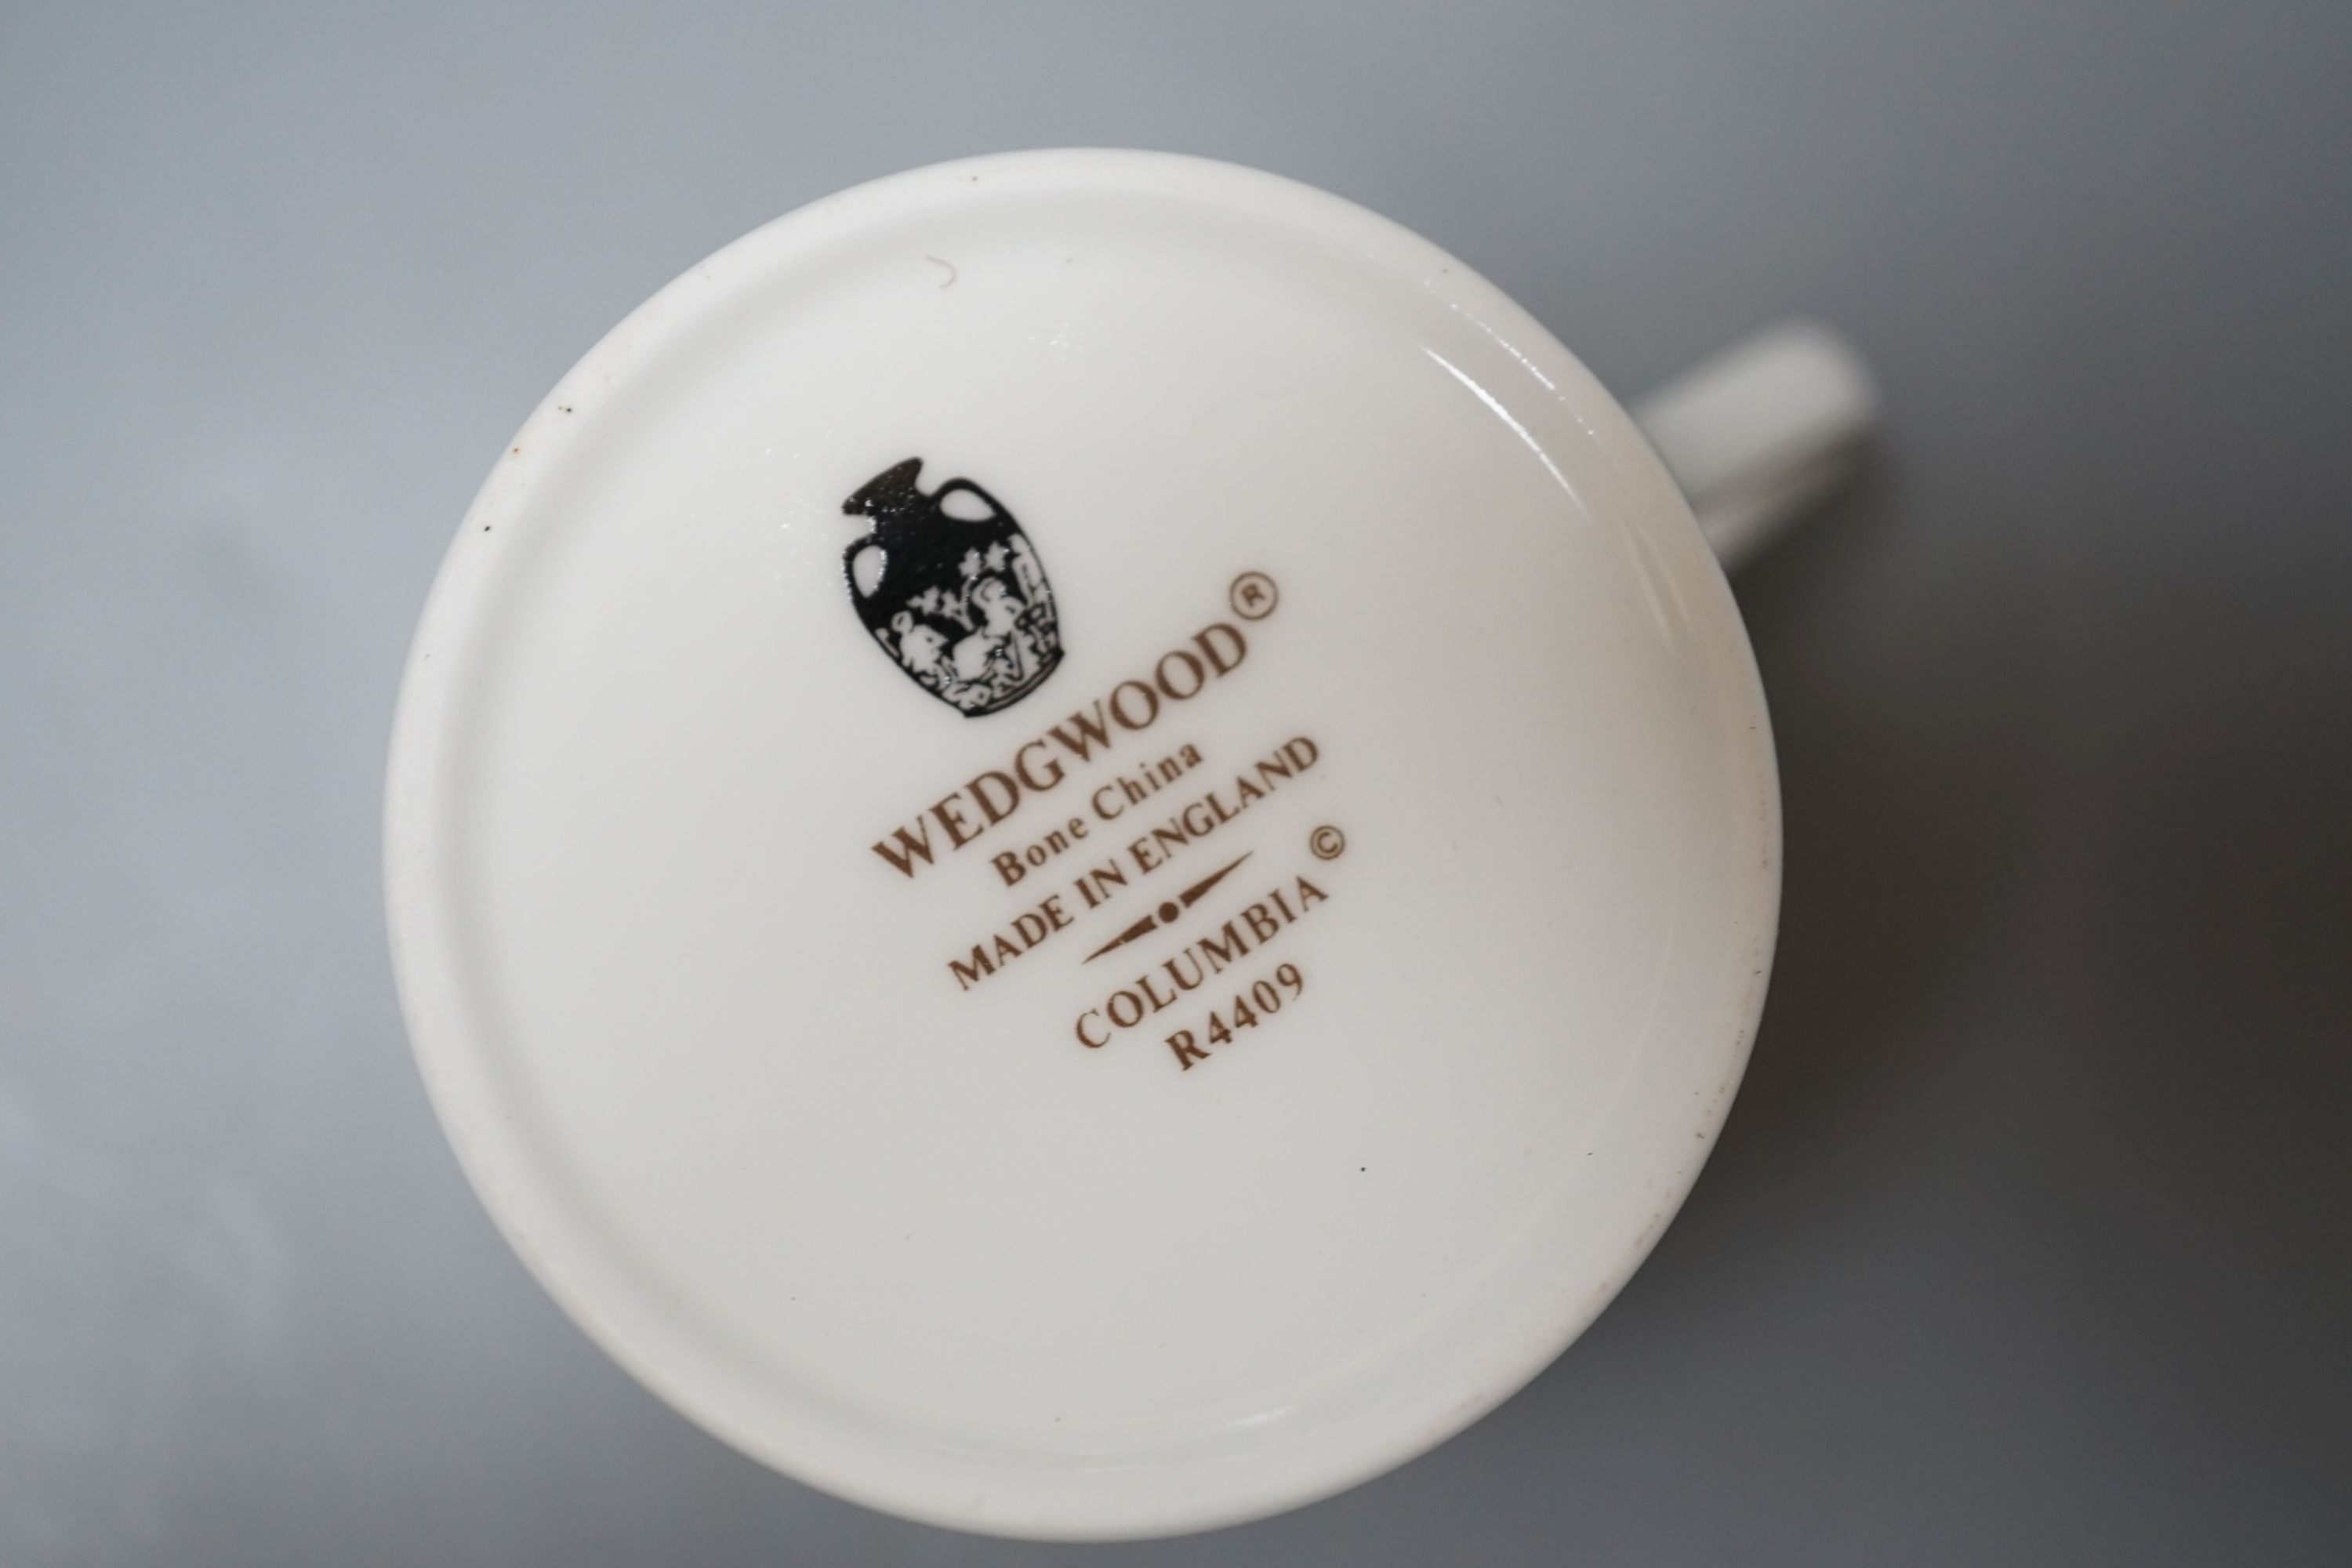 WEDGWOOD®
Bone China
MADE IN ENGLAND
COLUMBIA ©
R4409